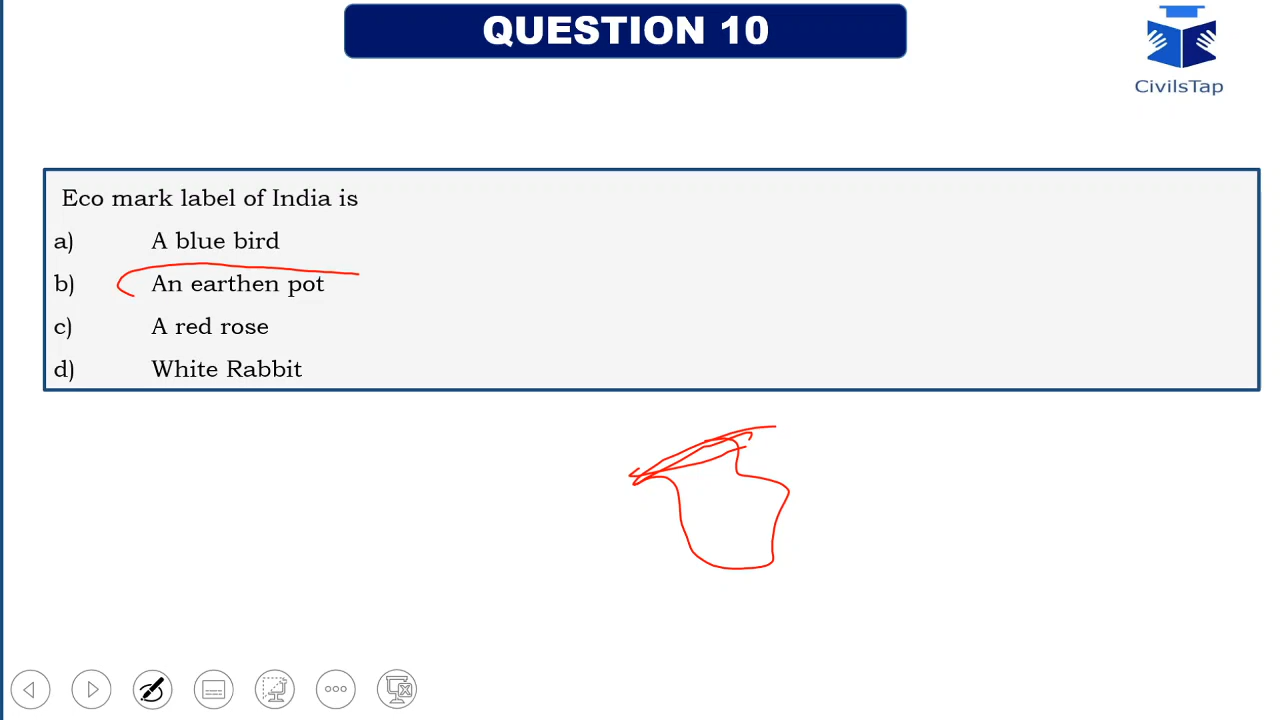 QUESTION 10
CivilsTap
Eco mark label of India is
a) A blue bird
b) An earthen pot
c) A red rose
d) White Rabbit